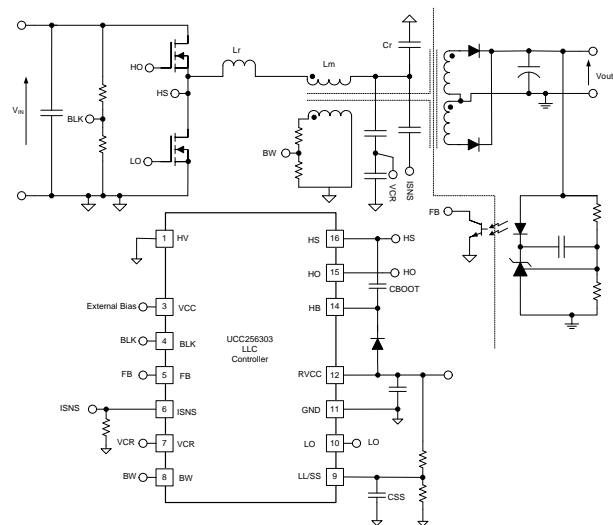 Lr
Cr
Lm
HO
HS
VIN
BLK
LO
BW
VCR
ISNS
Vout
FB
1
HV
HS
16
HS
HO
15
HO
CBOOT
External Bias
3
VCC
HB
14
BLK
4
BLK
UCC256303
LLC
Controller
FB
5
FB
RVCC
12
ISNS
6
ISNS
GND
11
VCR
7
VCR
LO
10
LO
BW
8
BW
LL/SS
9
CSS